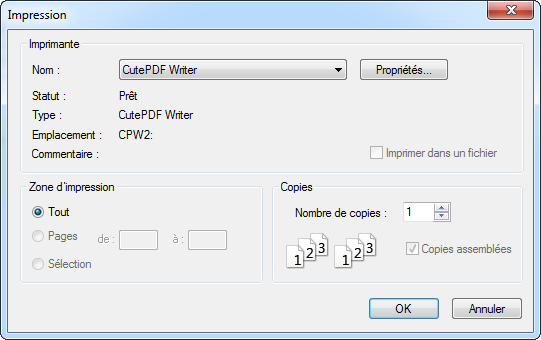 Impression
Imprimante
Nom :
CutePDF Writer
Propriétés...
Statut :
Prêt
Type :
CutePDF Writer
Emplacement :
CPW2:
Commentaire :
Imprimer dans un fichier
Zone d'impression
Tout
Pages
de :
à :
Sélection
Copies
Nombre de copies :
1
1 2 3 1 2 3
Copies assemblées
OK
Annuler